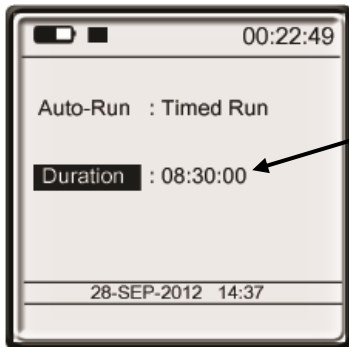 00:22:49
Auto-Run : Timed Run
Duration : 08:30:00
28-SEP-2012 14:37